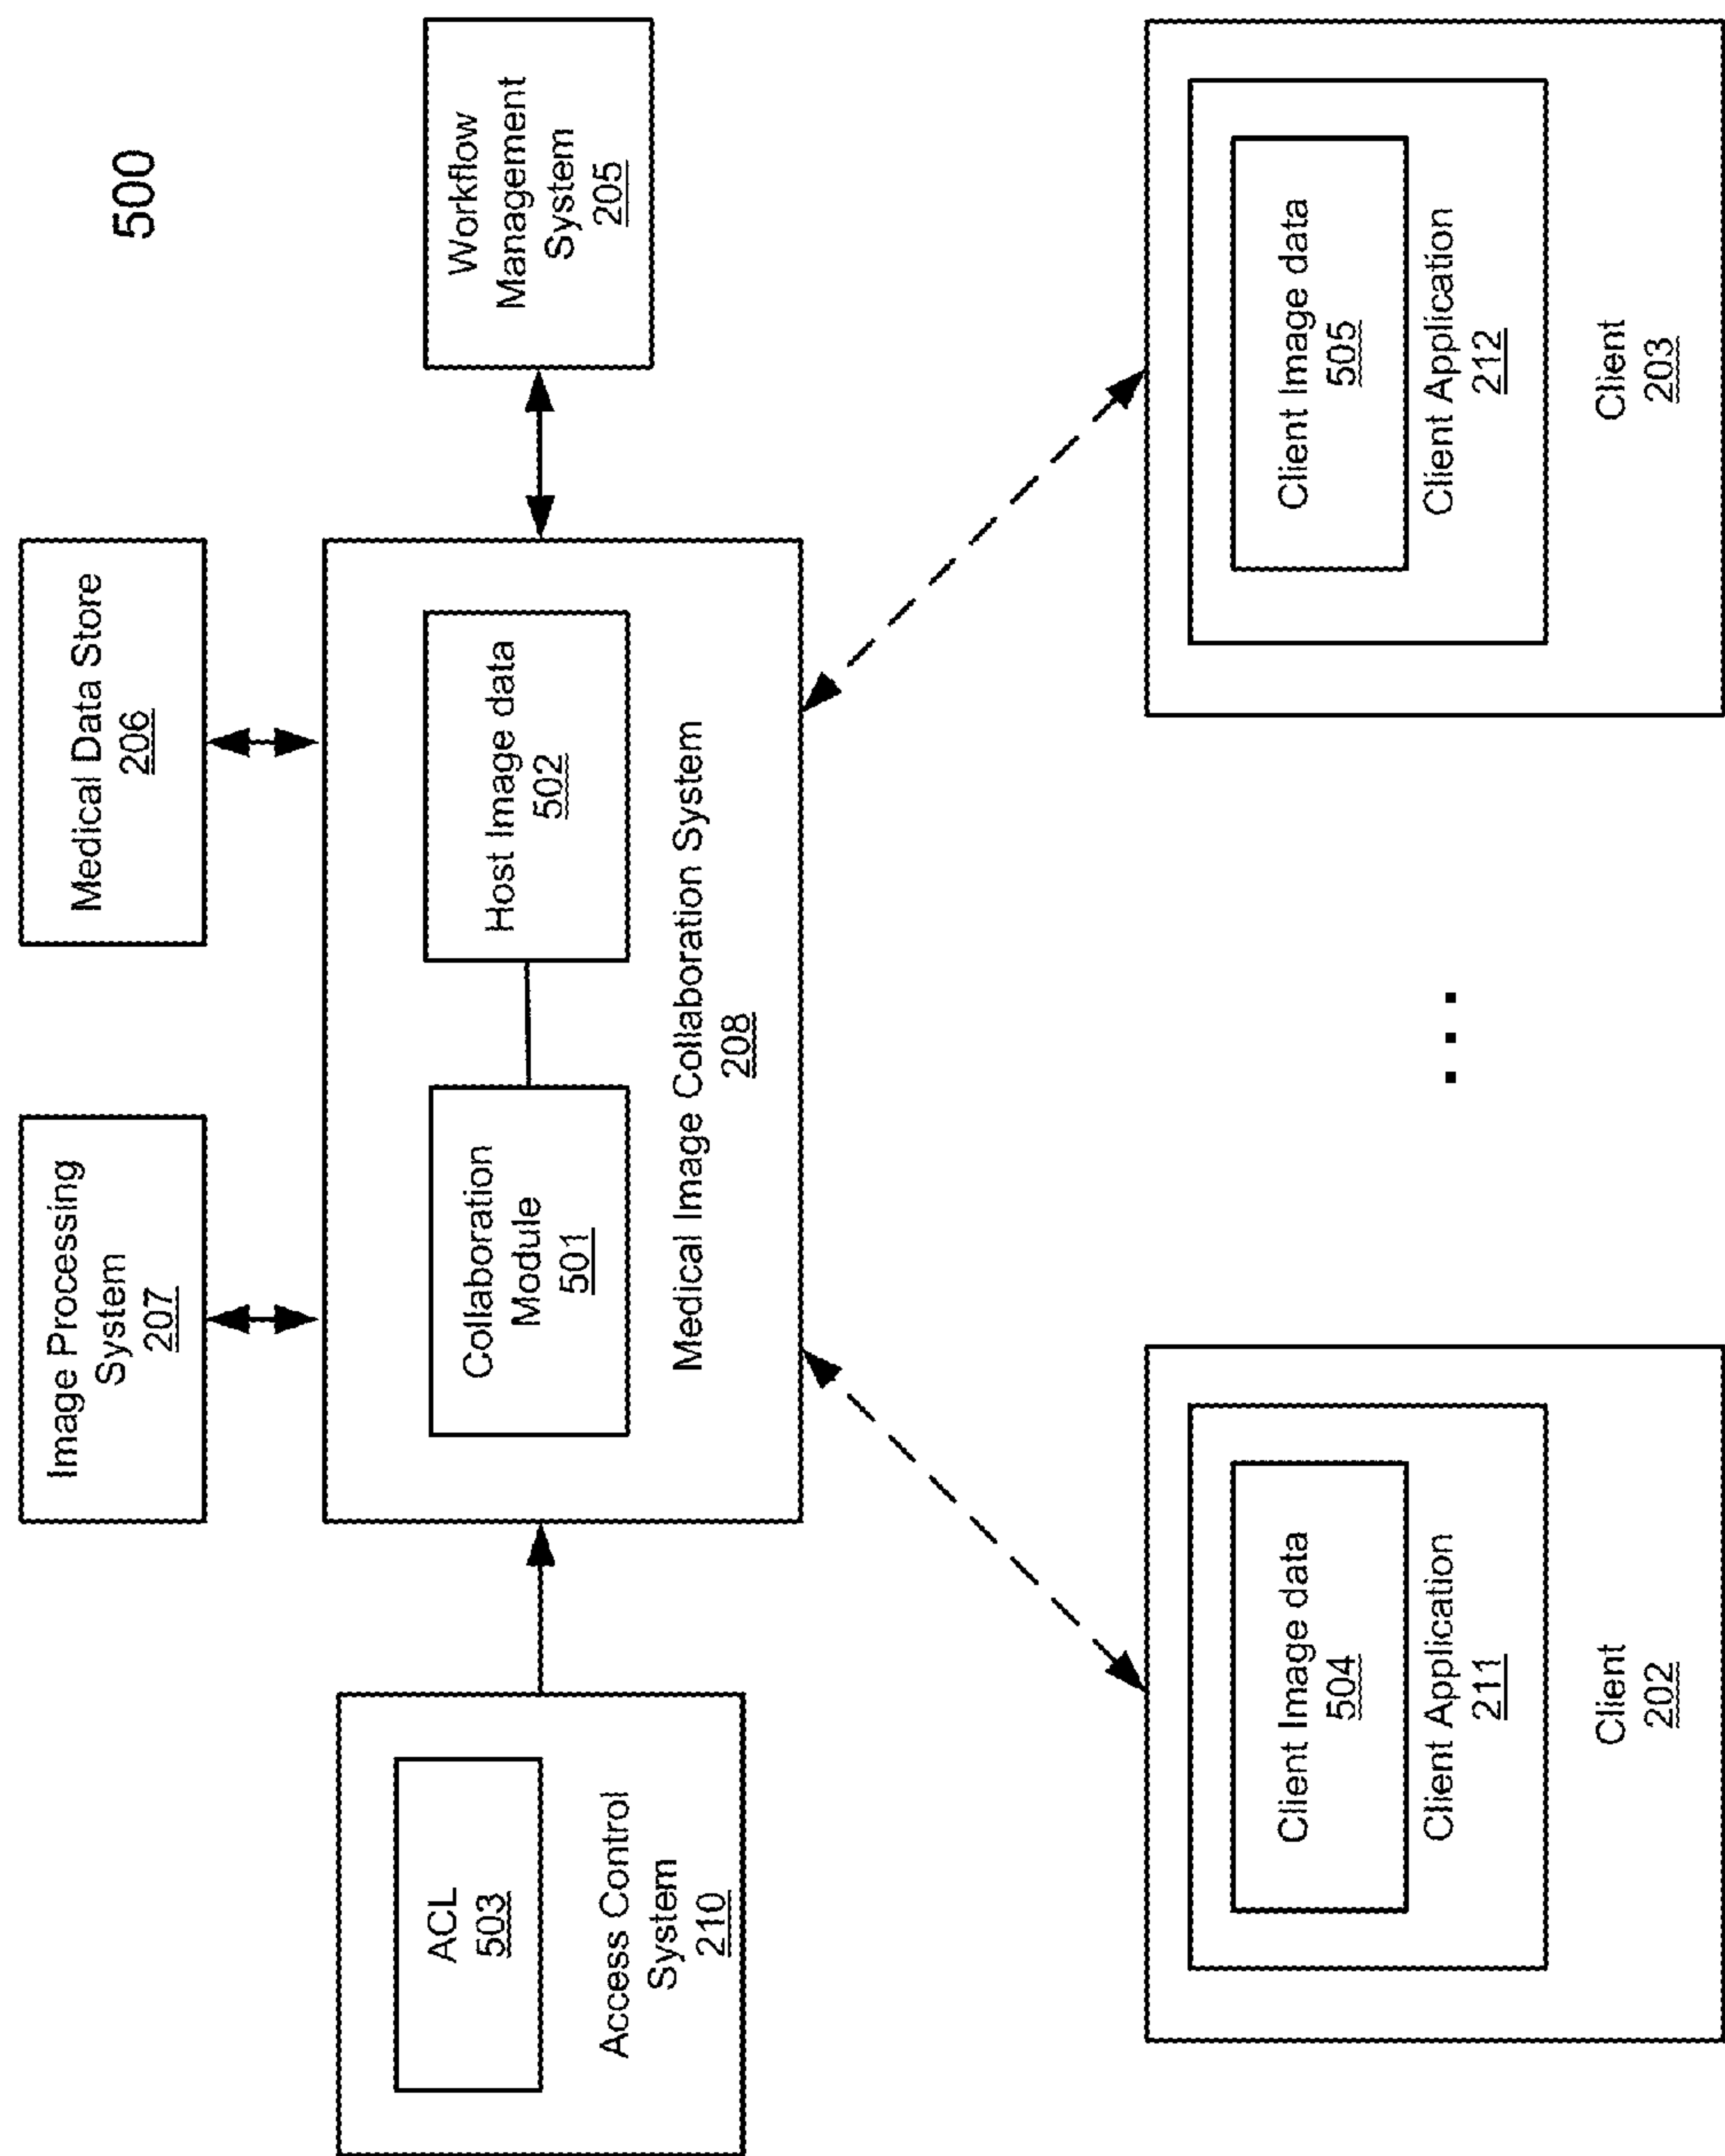 500
Image Processing
System
207
Medical Data Store
206
ACL
503
Access Control
System
210
Collaboration
Module
501
Host Image data
502
Medical Image Collaboration System
208
Workflow
Management
System
205
Client Image data
504
Client Application
211
Client
202
. . .
Client Image data
505
Client Application
212
Client
203